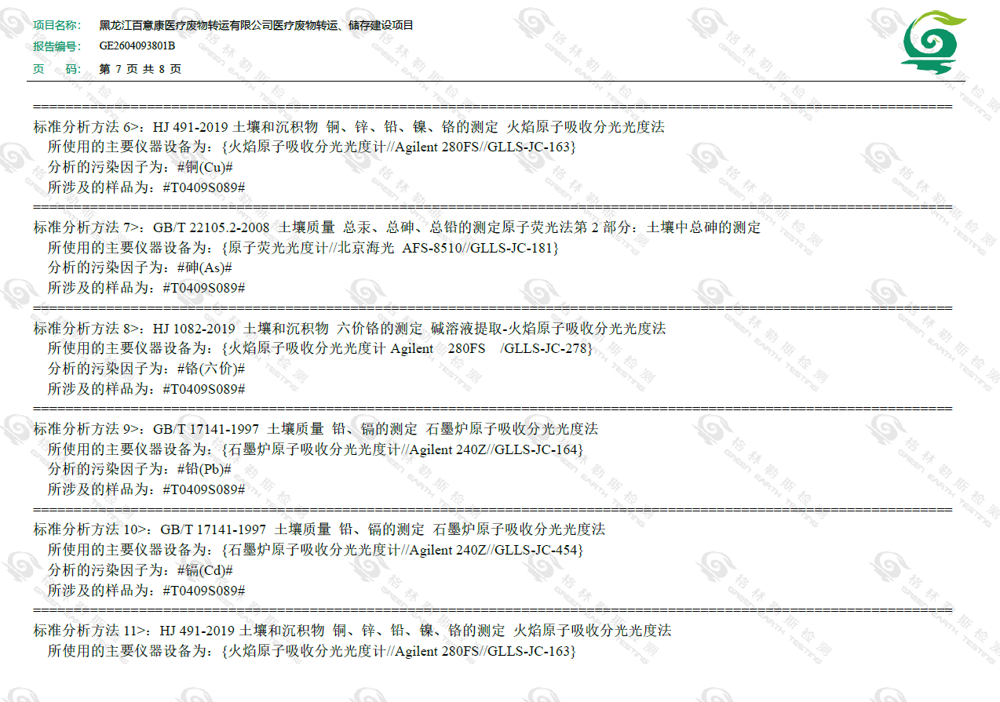 项目名称： 黑龙江百意康医疗废物转运有限公司医疗废物转运、储存建设项目
报告编号： GE2604093801B
页 码： 第 7 页 共 8 页
==================================================================================================================
标准分析方法 6>：HJ 491-2019 土壤和沉积物 铜、锌、铅、镍、铬的测定 火焰原子吸收分光光度法
所使用的主要仪器设备为：{火焰原子吸收分光光度计//Agilent 280FS//GLLS-JC-163}
分析的污染因子为：#铜(Cu)#
所涉及的样品为：#T0409S089#
==================================================================================================================
标准分析方法 7>：GB/T 22105.2-2008 土壤质量 总汞、总砷、总铅的测定原子荧光法第 2 部分：土壤中总砷的测定
所使用的主要仪器设备为：{原子荧光光度计//北京海光 AFS-8510//GLLS-JC-181}
分析的污染因子为：#砷(As)#
所涉及的样品为：#T0409S089#
==================================================================================================================
标准分析方法 8>：HJ 1082-2019 土壤和沉积物 六价铬的测定 碱溶液提取-火焰原子吸收分光光度法
所使用的主要仪器设备为：{火焰原子吸收分光光度计 Agilent 280FS /GLLS-JC-278}
分析的污染因子为：#铬(六价)#
所涉及的样品为：#T0409S089#
==================================================================================================================
标准分析方法 9>：GB/T 17141-1997 土壤质量 铅、镉的测定 石墨炉原子吸收分光光度法
所使用的主要仪器设备为：{石墨炉原子吸收分光光度计//Agilent 240Z//GLLS-JC-164}
分析的污染因子为：#铅(Pb)#
所涉及的样品为：#T0409S089#
==================================================================================================================
标准分析方法 10>：GB/T 17141-1997 土壤质量 铅、镉的测定 石墨炉原子吸收分光光度法
所使用的主要仪器设备为：{石墨炉原子吸收分光光度计//Agilent 240Z//GLLS-JC-454}
分析的污染因子为：#镉(Cd)#
所涉及的样品为：#T0409S089#
==================================================================================================================
标准分析方法 11>：HJ 491-2019 土壤和沉积物 铜、锌、铅、镍、铬的测定 火焰原子吸收分光光度法
所使用的主要仪器设备为：{火焰原子吸收分光光度计//Agilent 280FS//GLLS-JC-163}
格林勒斯检测
GREEN EARTH TESTING